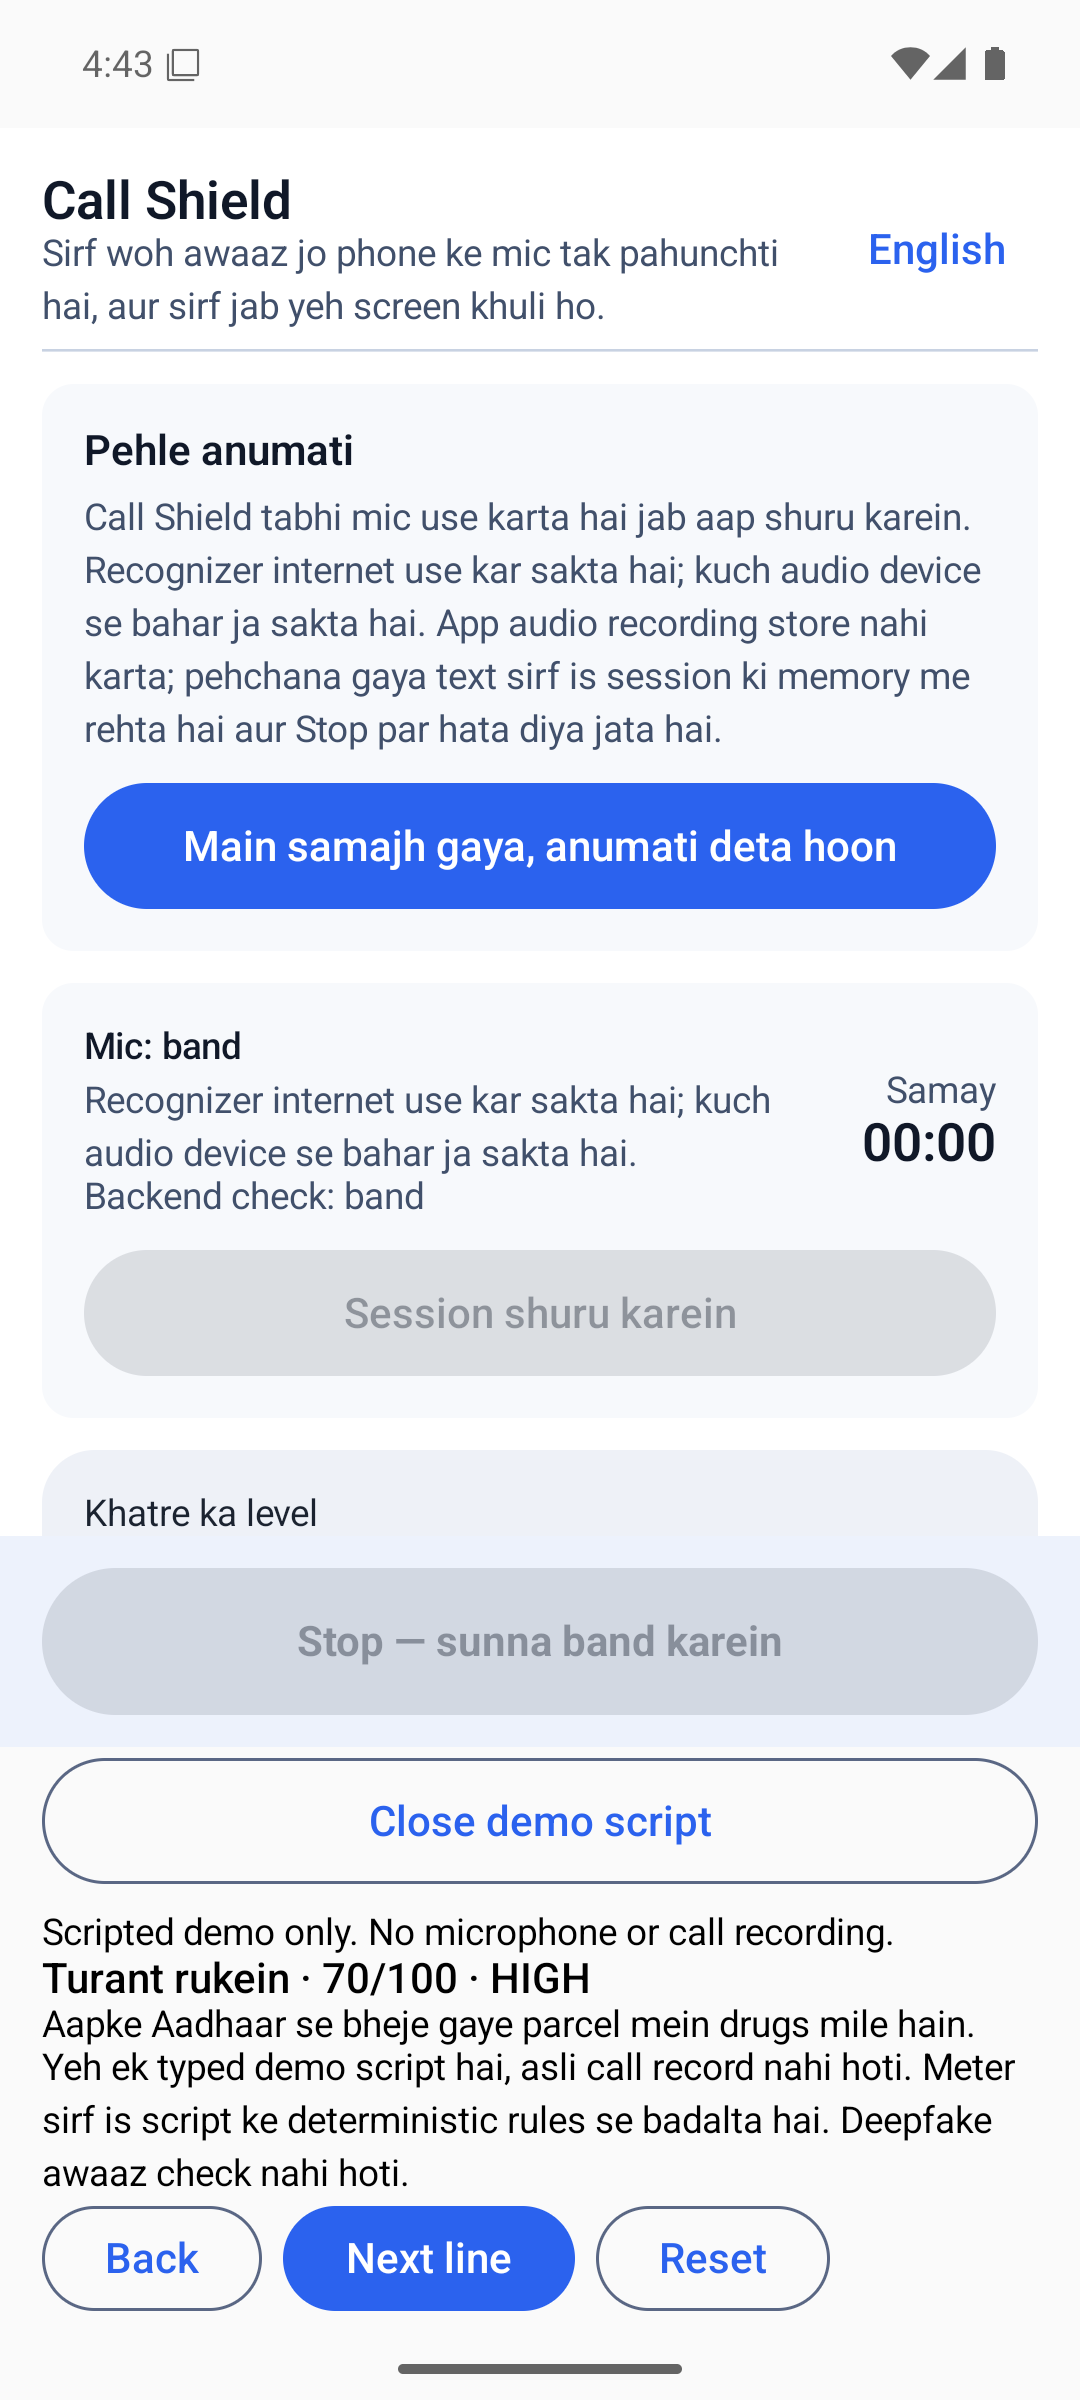 4:43
Call Shield
Sirf woh awaaz jo phone ke mic tak pahunchti
hai, aur sirf jab yeh screen khuli ho.
English
Pehle anumati
Call Shield tabhi mic use karta hai jab aap shuru karein.
Recognizer internet use kar sakta hai; kuch audio device
se bahar ja sakta hai. App audio recording store nahi
karta; pehchana gaya text sirf is session ki memory me
rehta hai aur Stop par hata diya jata hai.
Main samajh gaya, anumati deta hoon
Mic: band
Recognizer internet use kar sakta hai; kuch
audio device se bahar ja sakta hai.
Backend check: band
Samay
00:00
Session shuru karein
Khatre ka level
Stop — sunna band karein
Close demo script
Scripted demo only. No microphone or call recording.
Turant rukein · 70/100 · HIGH
Aapke Aadhaar se bheje gaye parcel mein drugs mile hain.
Yeh ek typed demo script hai, asli call record nahi hoti. Meter
sirf is script ke deterministic rules se badalta hai. Deepfake
awaaz check nahi hoti.
Back
Next line
Reset